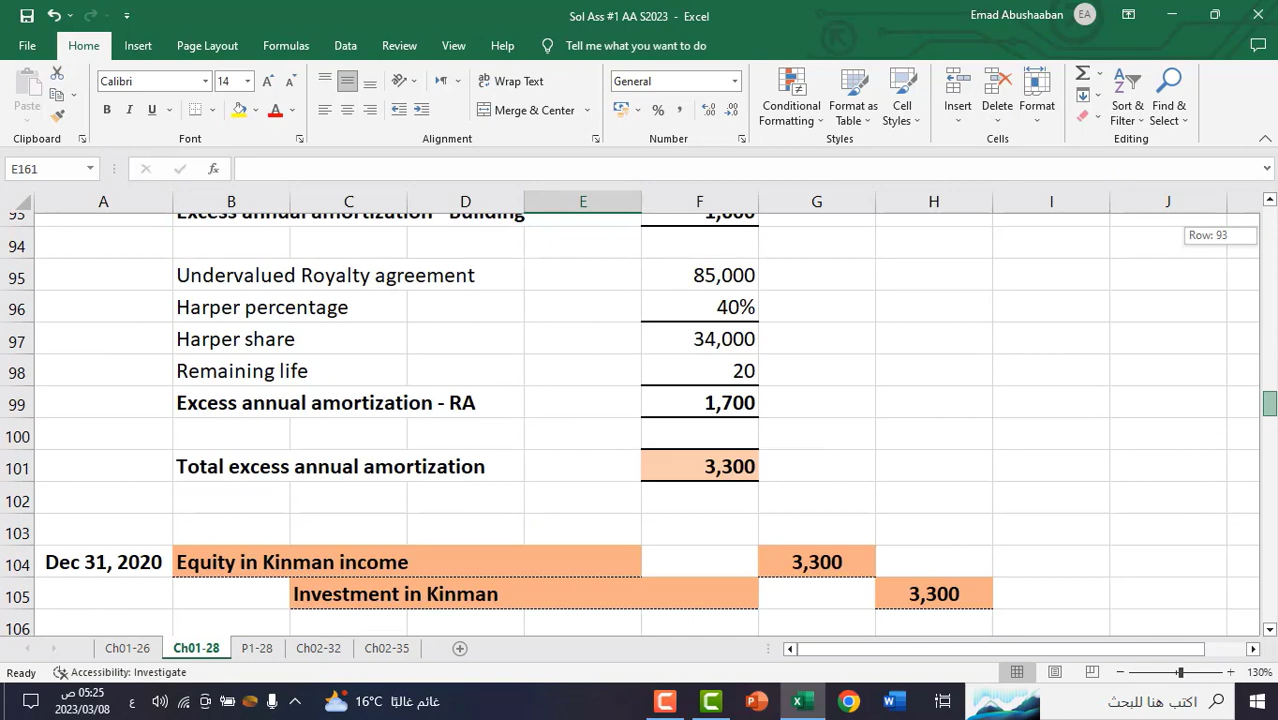 Sol Ass #1 AA S2023 - Excel
Emad Abushaaban EA
File Home Insert Page Layout Formulas Data Review View Help Tell me what you want to do
Paste
Calibri 14
B I U
A A
Wrap Text
Merge & Center
General
% ,
Conditional Formatting
Format as Table
Cell Styles
Insert
Delete
Format
Sort & Filter
Find & Select
Clipboard Font Alignment Number Styles Cells Editing
E161 fx
A B C D E F G H I J
93 Excess annual amortization - Building 1,600
Row: 93
94
95 Undervalued Royalty agreement 85,000
96 Harper percentage 40%
97 Harper share 34,000
98 Remaining life 20
99 Excess annual amortization - RA 1,700
100
101 Total excess annual amortization 3,300
102
103
104 Dec 31, 2020 Equity in Kinman income 3,300
105 Investment in Kinman 3,300
106
Ch01-26 Ch01-28 P1-28 Ch02-32 Ch02-35
Ready Accessibility: Investigate 130%
05:25 ص
2023/03/08
ع
16°C غائم غالبًا
اكتب هنا للبحث